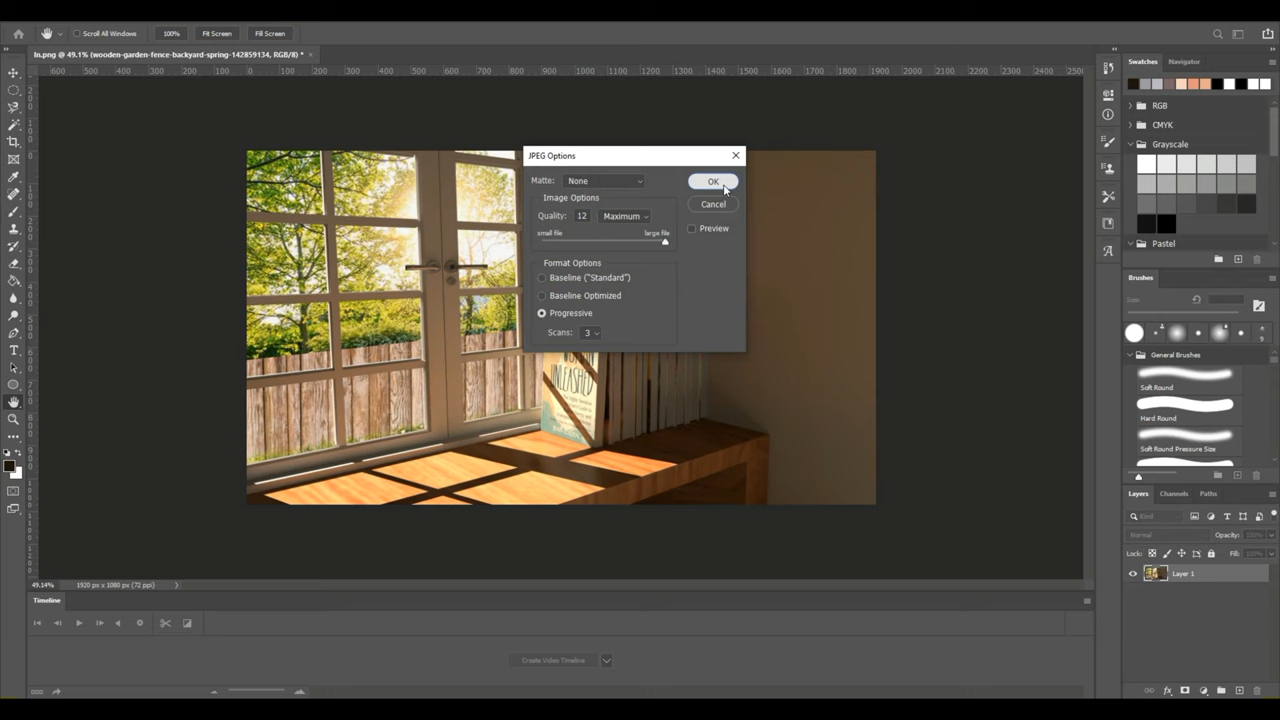 Scroll All Windows 100% Fit Screen Fill Screen
In.png @ 49.1% (wooden-garden-fence-backyard-spring-142859134, RGB/8) *
600 500 400 300 200 100 0 100 200 300 400 500 600 700 800 900 1000 1100 1200 1300 1400 1500 1600 1700 1800 1900 2000 2100 2200 2300 2400
Swatches Navigator
RGB
CMYK
Grayscale
Pastel
JPEG Options
Matte: None OK
Image Options
Cancel
Quality: 12 Maximum
Preview
small file large file
Format Options
Baseline ("Standard")
Baseline Optimized
Progressive
Scans: 3
UNLEASHED
Brushes
Size:
General Brushes
Soft Round
Hard Round
Soft Round Pressure Size
Layers Channels Paths
Kind
Normal Opacity: 100%
Lock: Fill: 100%
Layer 1
49.14% 1920 px x 1080 px (72 ppi)
Timeline
Create Video Timeline